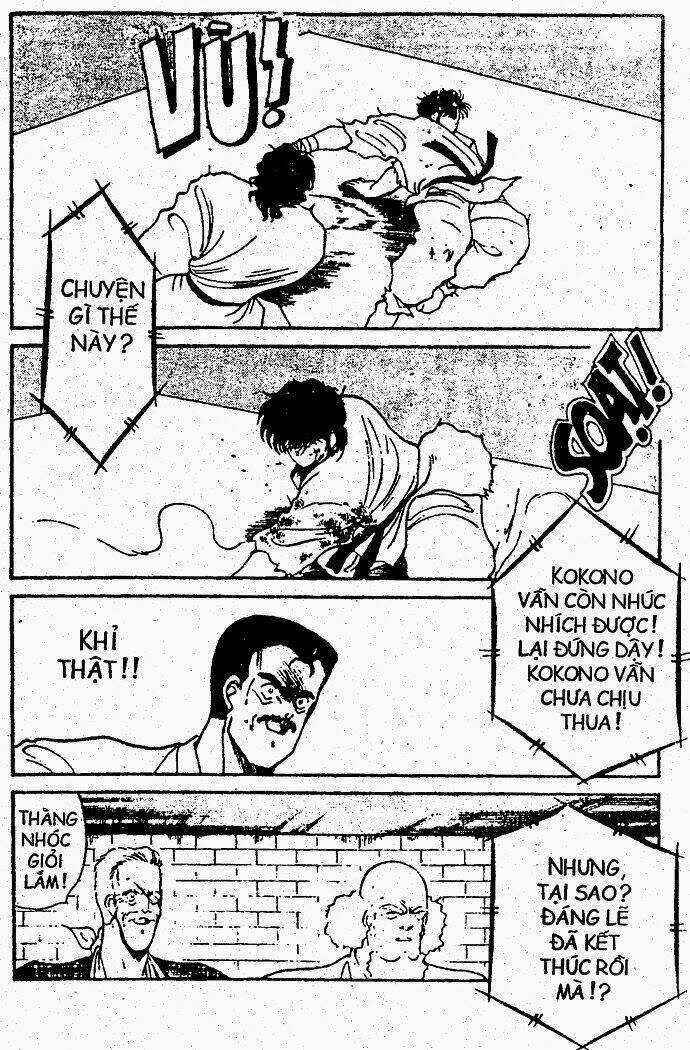 VÙ!
CHUYỆN
GÌ THẾ
NÀY?
SOẠT!
KOKONO
VẪN CÒN NHÚC
NHÍCH ĐƯỢC!
LẠI ĐỨNG DẬY!
KOKONO VẪN
CHƯA CHỊU
THUA!
KHỈ
THẬT!!
THẰNG
NHÓC
GIỎI
LẮM!
NHƯNG,
TẠI SAO?
ĐÁNG LẼ
ĐÃ KẾT
THÚC RỒI
MÀ!?